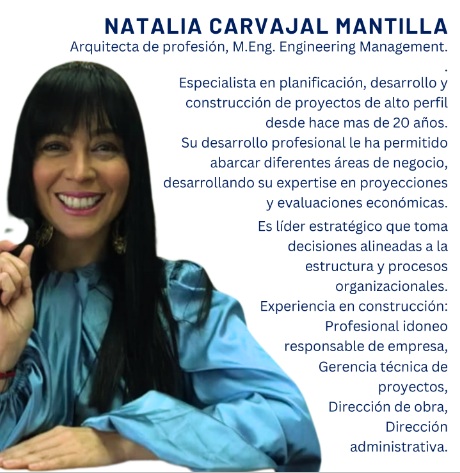 NATALIA CARVAJAL MANTILLA
Arquitecta de profesión, M.Eng. Engineering Management.
.
Especialista en planificación, desarrollo y
construcción de proyectos de alto perfil
desde hace mas de 20 años.
Su desarrollo profesional le ha permitido
abarcar diferentes áreas de negocio,
desarrollando su expertise en proyecciones
y evaluaciones económicas.
Es líder estratégico que toma
decisiones alineadas a la
estructura y procesos
organizacionales.
Experiencia en construcción:
Profesional idoneo
responsable de empresa,
Gerencia técnica de
proyectos,
Dirección de obra,
Dirección
administrativa.